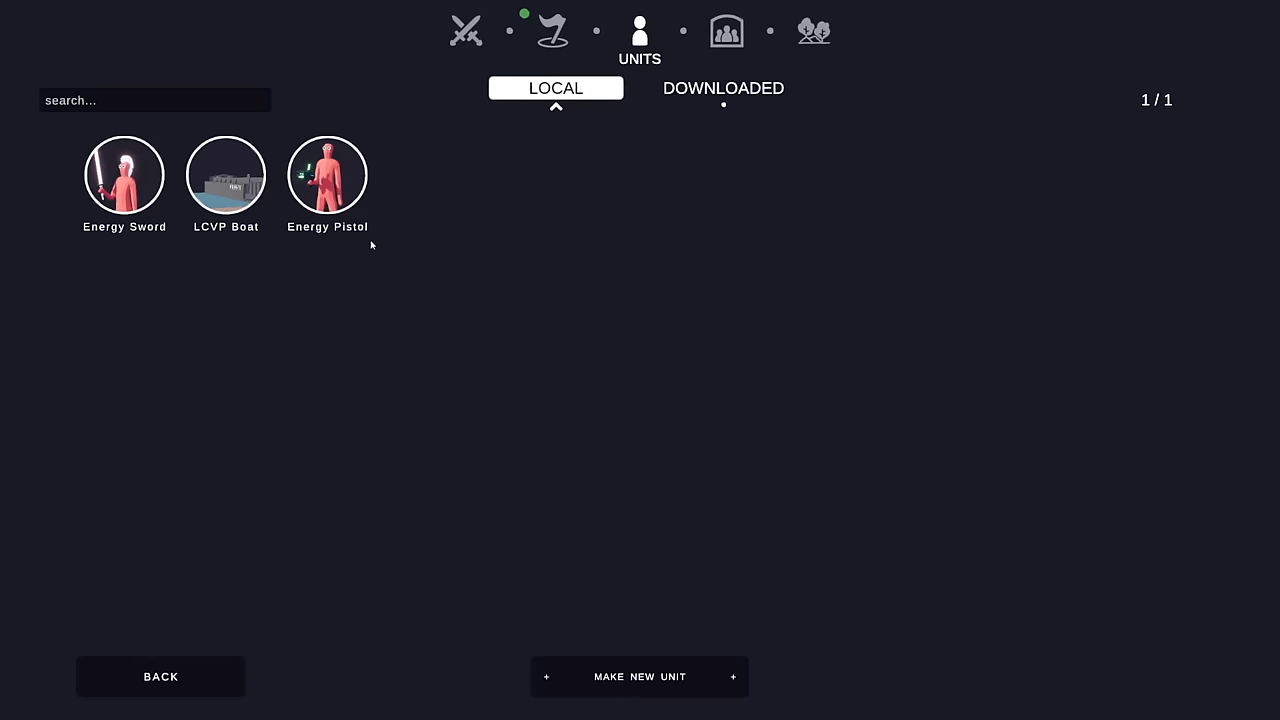 UNITS
LOCAL
DOWNLOADED
search...
1 / 1
Energy Sword
LCVP Boat
Energy Pistol
BACK
+ MAKE NEW UNIT +